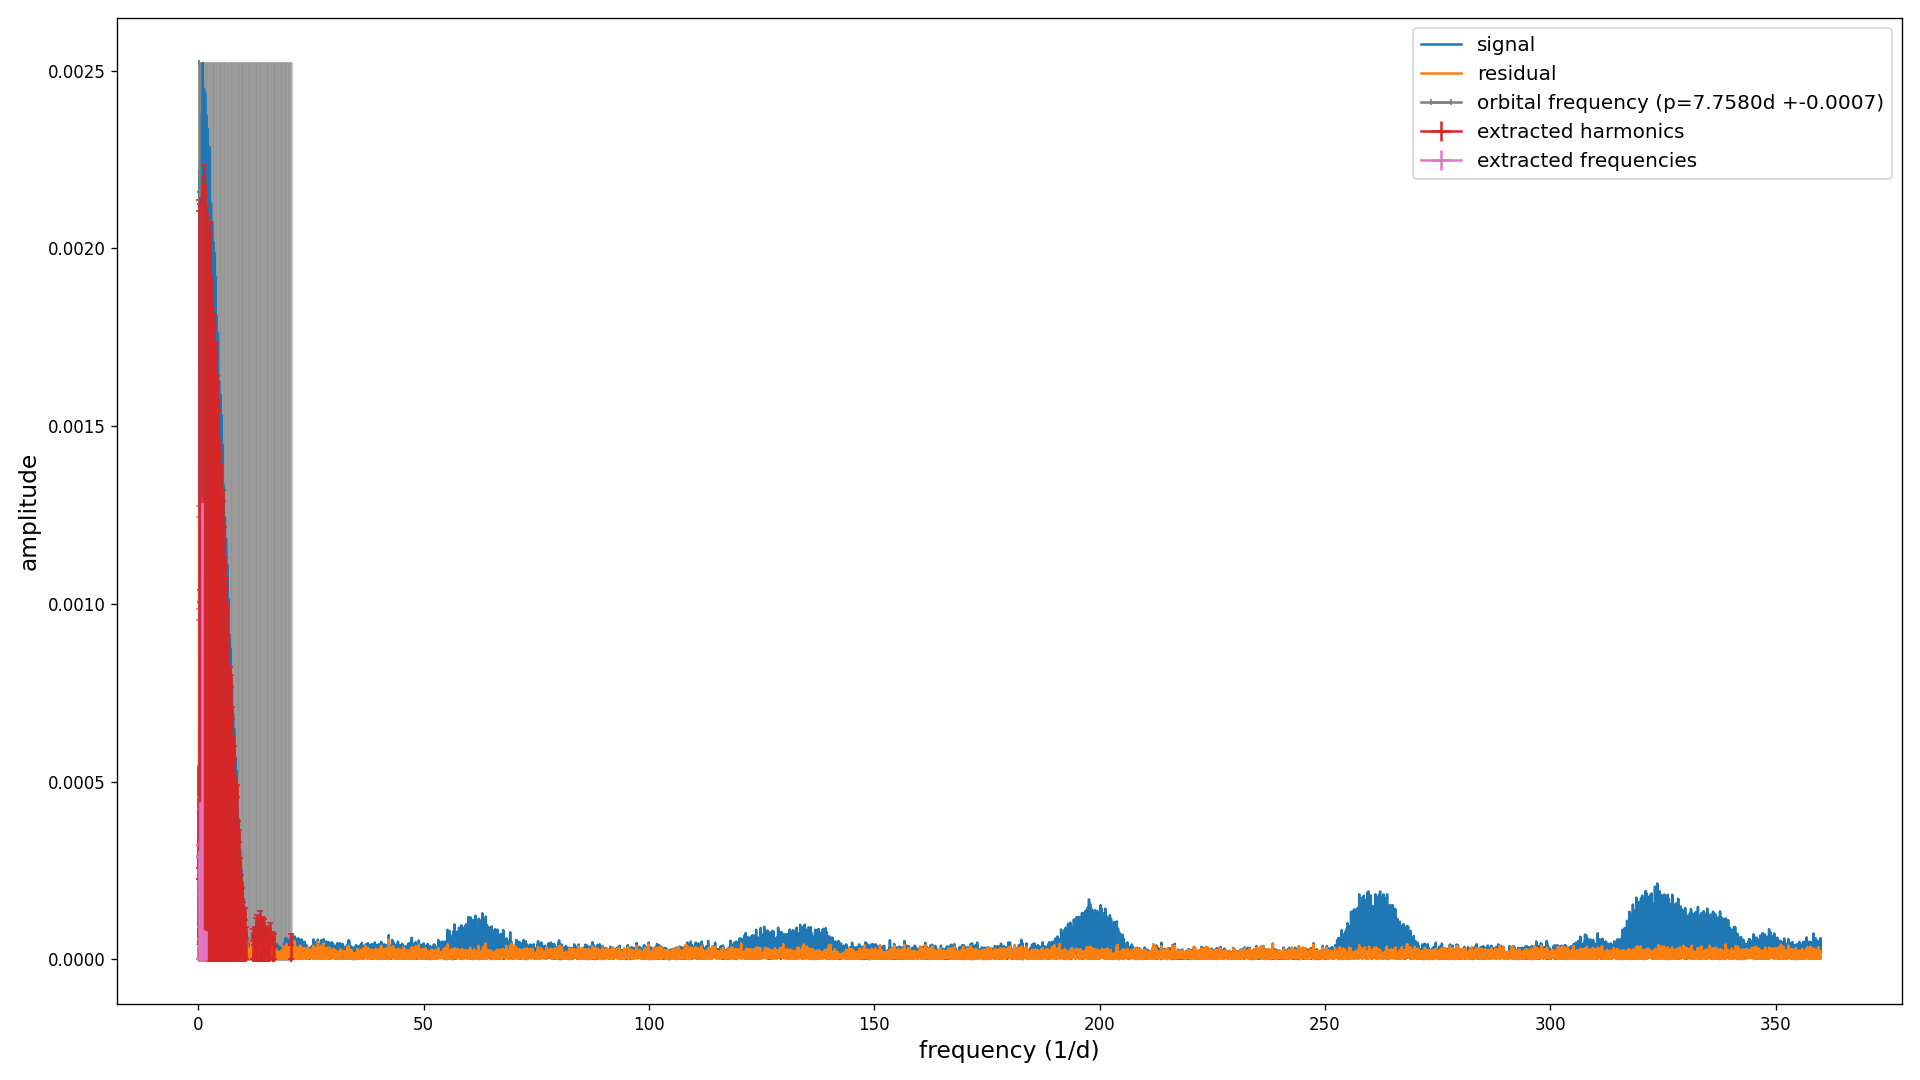 signal
residual
orbital frequency (p=7.7580d +-0.0007)
extracted harmonics
extracted frequencies
0.0025
0.0020
0.0015
0.0010
0.0005
0.0000
amplitude
0 50 100 150 200 250 300 350
frequency (1/d)